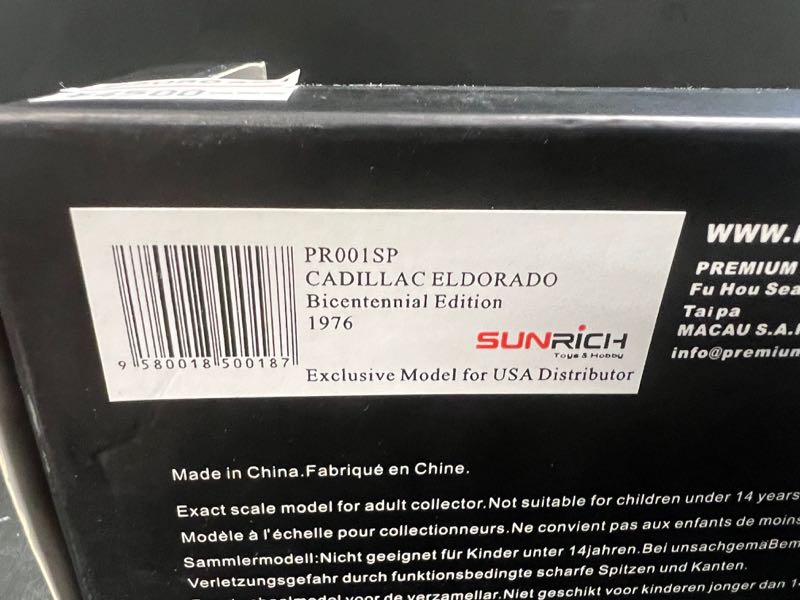 PR001SP
CADILLAC ELDORADO
Bicentennial Edition
1976
SUNRICH
Toys & Hobby
9 580018 500187
Exclusive Model for USA Distributor
WWW.
PREMIUM
Fu Hou Sea
Taipa
MACAU S.A.
info@premium
Made in China.Fabriqué en Chine.
Exact scale model for adult collector.Not suitable for children under 14 years
Modèle à l'échelle pour collectionneurs.Ne convient pas aux enfants de moins
Sammlermodell:Nicht geeignet für Kinder unter 14jahren.Bei unsachgemaBem
Verletzungsgefahr durch funktionsbedingte scharfe Spitzen und Kanten.
voor de verzamellar.Niet geschikt voor kinderen jonger dan